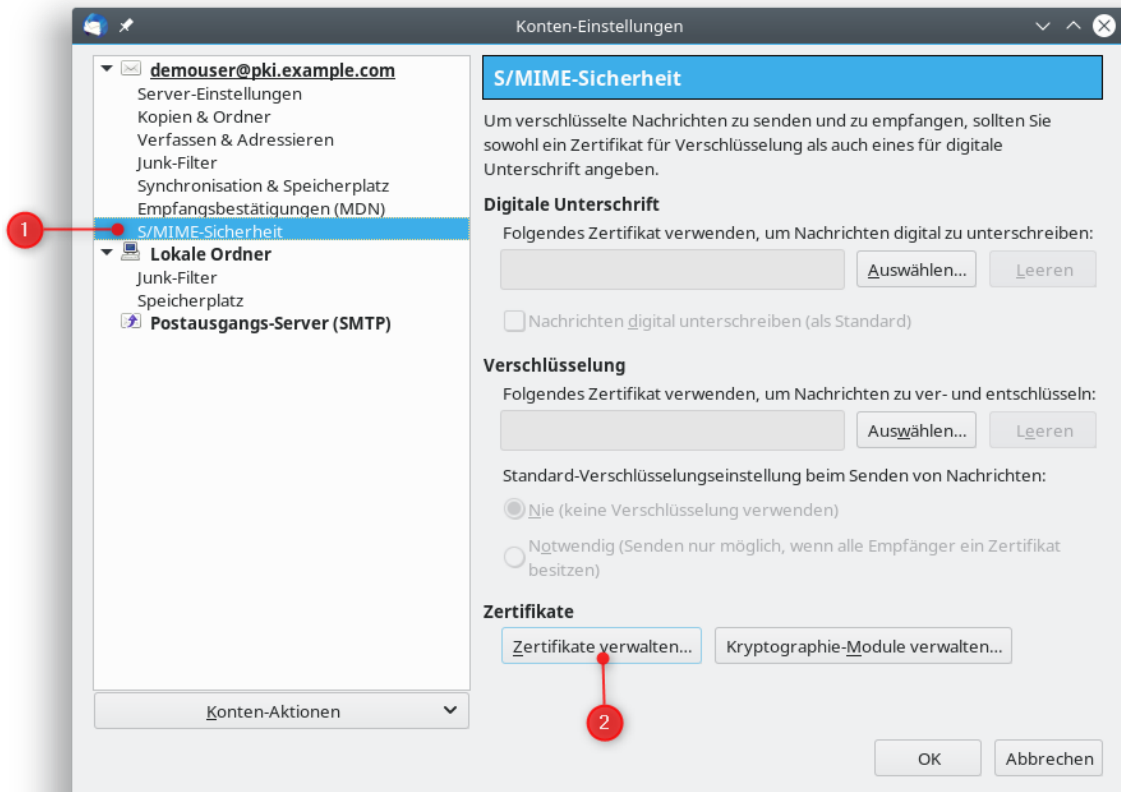 Konten-Einstellungen
demouser@pki.example.com
Server-Einstellungen
Kopien & Ordner
Verfassen & Adressieren
Junk-Filter
Synchronisation & Speicherplatz
Empfangsbestätigungen (MDN)
1
S/MIME-Sicherheit
Lokale Ordner
Junk-Filter
Speicherplatz
Postausgangs-Server (SMTP)
Konten-Aktionen
S/MIME-Sicherheit
Um verschlüsselte Nachrichten zu senden und zu empfangen, sollten Sie
sowohl ein Zertifikat für Verschlüsselung als auch eines für digitale
Unterschrift angeben.
Digitale Unterschrift
Folgendes Zertifikat verwenden, um Nachrichten digital zu unterschreiben:
Auswählen... Leeren
Nachrichten digital unterschreiben (als Standard)
Verschlüsselung
Folgendes Zertifikat verwenden, um Nachrichten zu ver- und entschlüsseln:
Auswählen... Leeren
Standard-Verschlüsselungseinstellung beim Senden von Nachrichten:
Nie (keine Verschlüsselung verwenden)
Notwendig (Senden nur möglich, wenn alle Empfänger ein Zertifikat
besitzen)
Zertifikate
Zertifikate verwalten... Kryptographie-Module verwalten...
2
OK Abbrechen